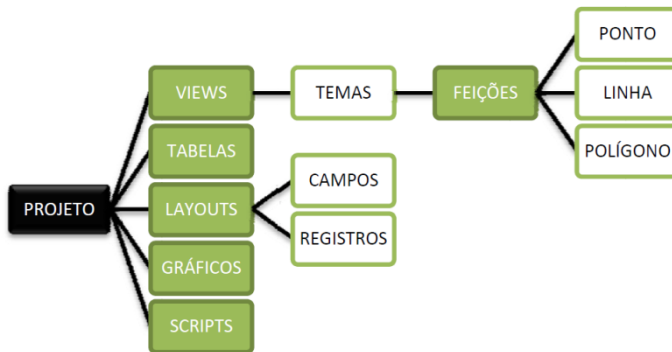 PONTO
VIEWS
TEMAS
FEIÇÕES
LINHA
TABELAS
POLÍGONO
CAMPOS
PROJETO
LAYOUTS
REGISTROS
GRÁFICOS
SCRIPTS